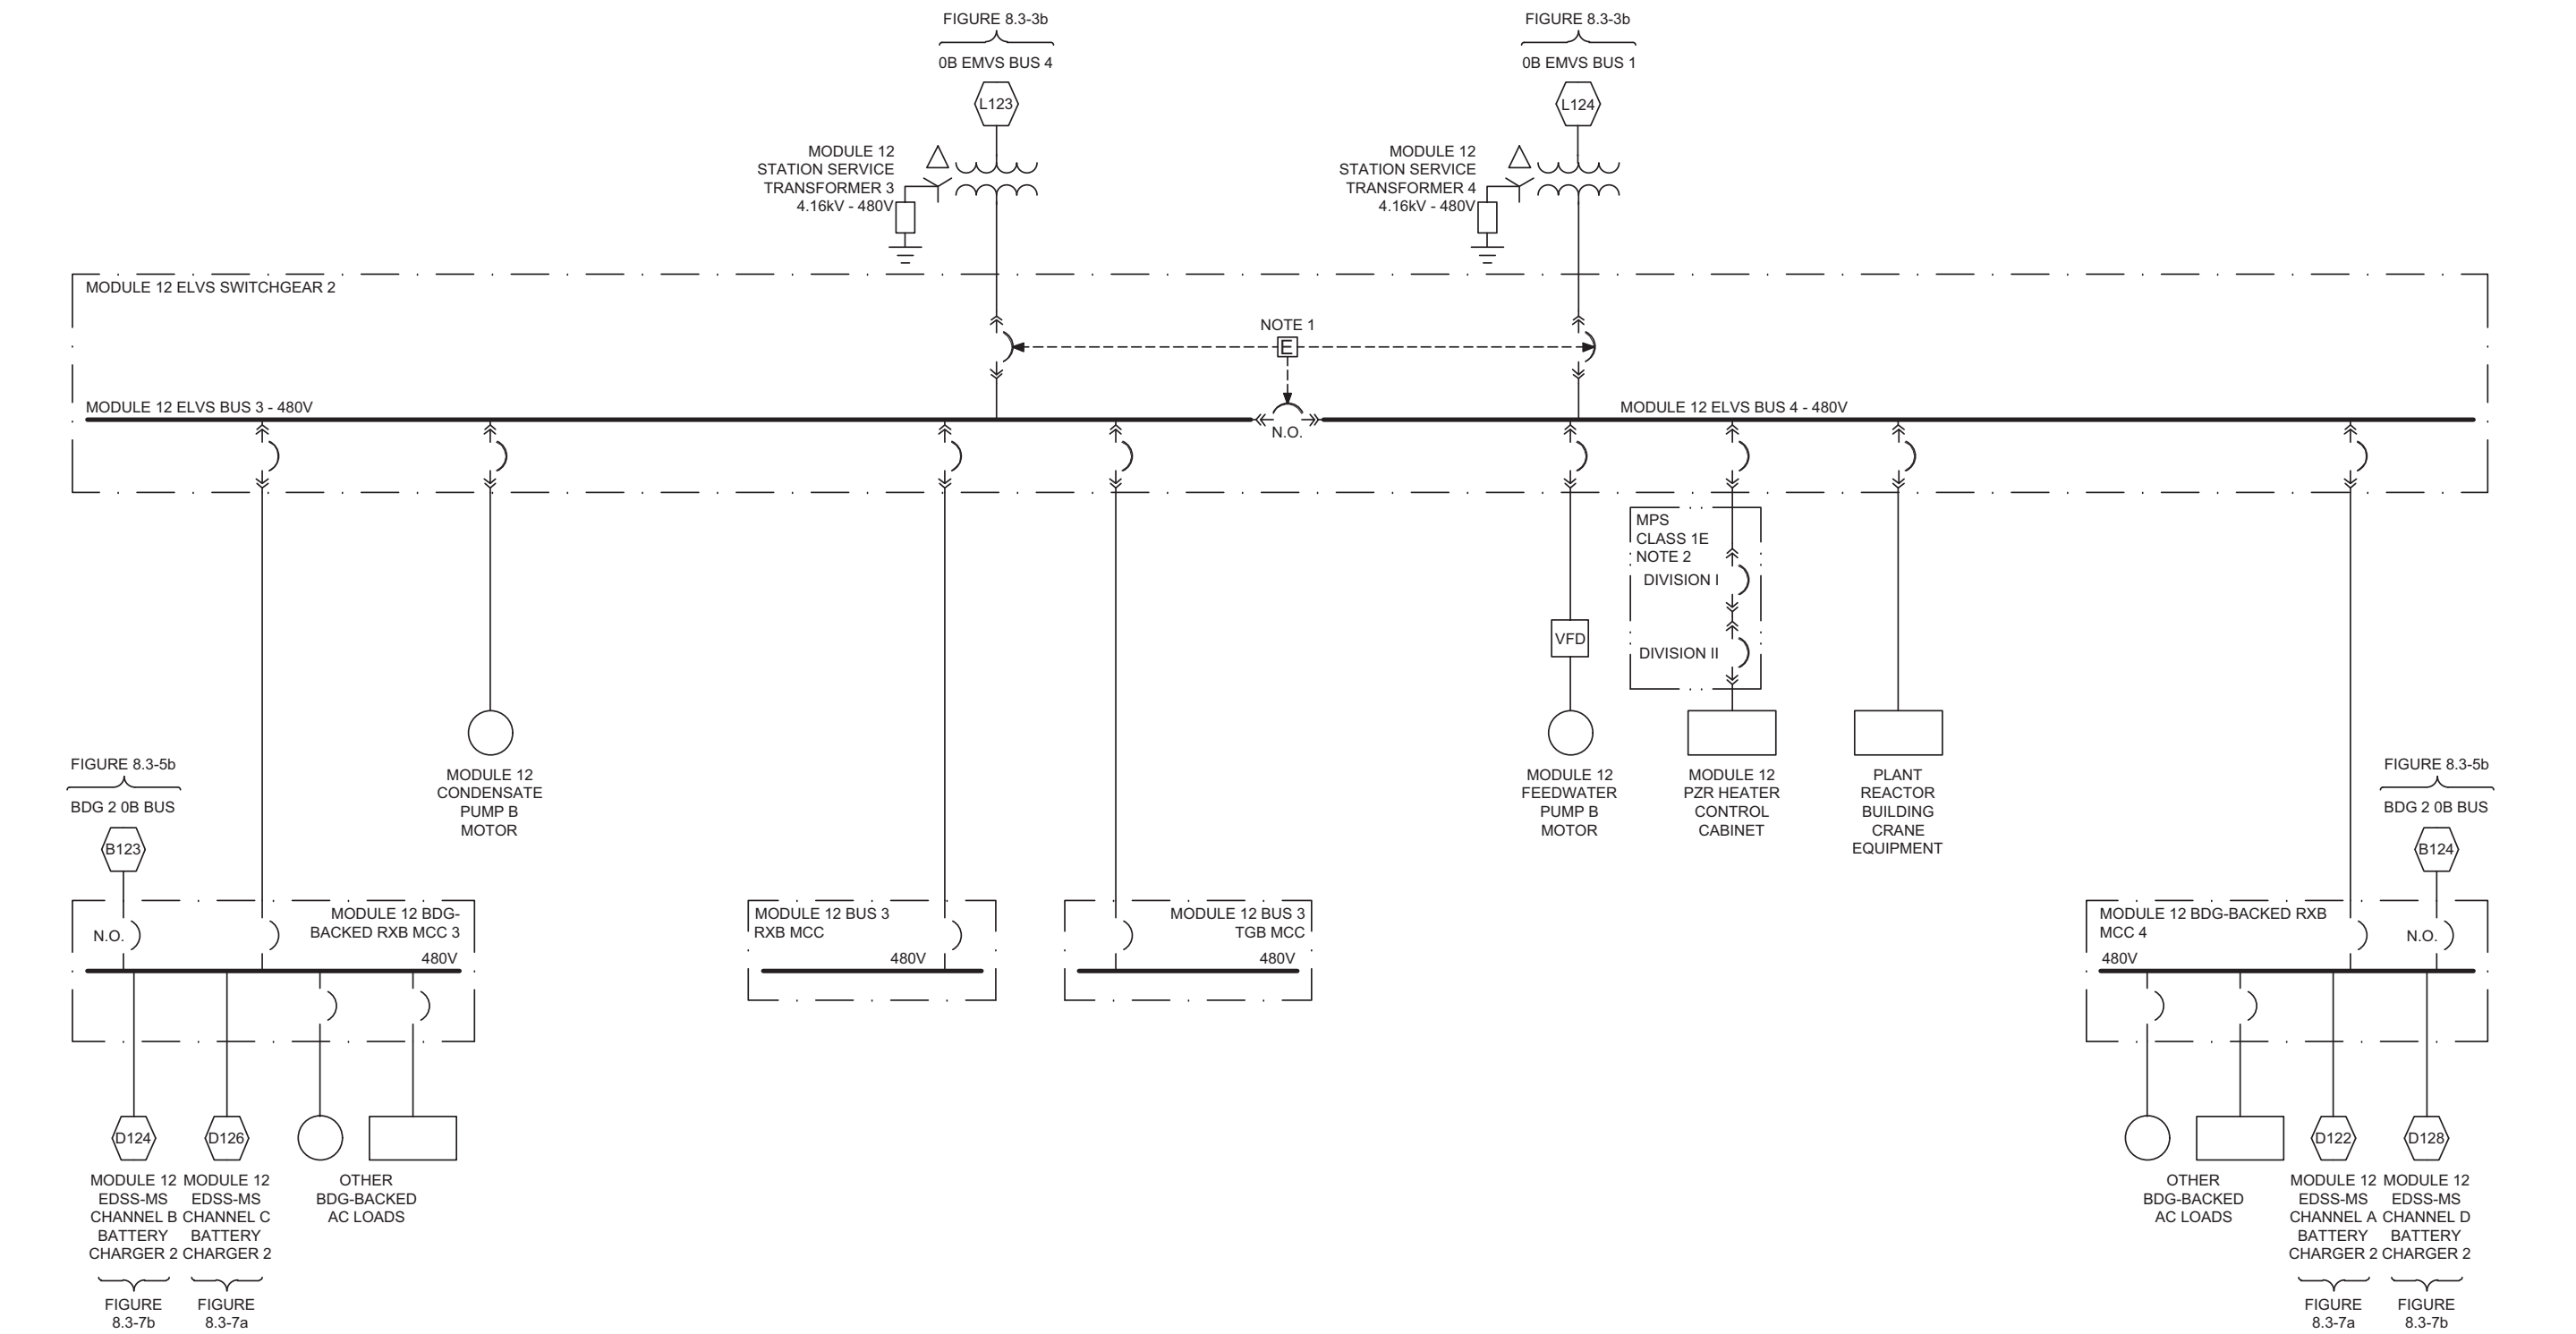 FIGURE 8.3-3b
0B EMVS BUS 4
L123
MODULE 12
STATION SERVICE
TRANSFORMER 3
4.16kV - 480V
FIGURE 8.3-3b
0B EMVS BUS 1
L124
MODULE 12
STATION SERVICE
TRANSFORMER 4
4.16kV - 480V
MODULE 12 ELVS SWITCHGEAR 2
NOTE 1
E
MODULE 12 ELVS BUS 3 - 480V
N.O.
MODULE 12 ELVS BUS 4 - 480V
MPS
CLASS 1E
NOTE 2
DIVISION I
DIVISION II
VFD
MODULE 12
CONDENSATE
PUMP B
MOTOR
MODULE 12
FEEDWATER
PUMP B
MOTOR
MODULE 12
PZR HEATER
CONTROL
CABINET
PLANT
REACTOR
BUILDING
CRANE
EQUIPMENT
FIGURE 8.3-5b
BDG 2 0B BUS
B123
N.O.
MODULE 12 BDG-
BACKED RXB MCC 3
480V
MODULE 12 BUS 3
RXB MCC
480V
MODULE 12 BUS 3
TGB MCC
480V
FIGURE 8.3-5b
BDG 2 0B BUS
B124
MODULE 12 BDG-BACKED RXB
MCC 4
N.O.
480V
D124
MODULE 12
EDSS-MS
CHANNEL B
BATTERY
CHARGER 2
FIGURE
8.3-7b
D126
MODULE 12
EDSS-MS
CHANNEL C
BATTERY
CHARGER 2
FIGURE
8.3-7a
OTHER
BDG-BACKED
AC LOADS
OTHER
BDG-BACKED
AC LOADS
D122
MODULE 12
EDSS-MS
CHANNEL A
BATTERY
CHARGER 2
FIGURE
8.3-7a
D128
MODULE 12
EDSS-MS
CHANNEL D
BATTERY
CHARGER 2
FIGURE
8.3-7b